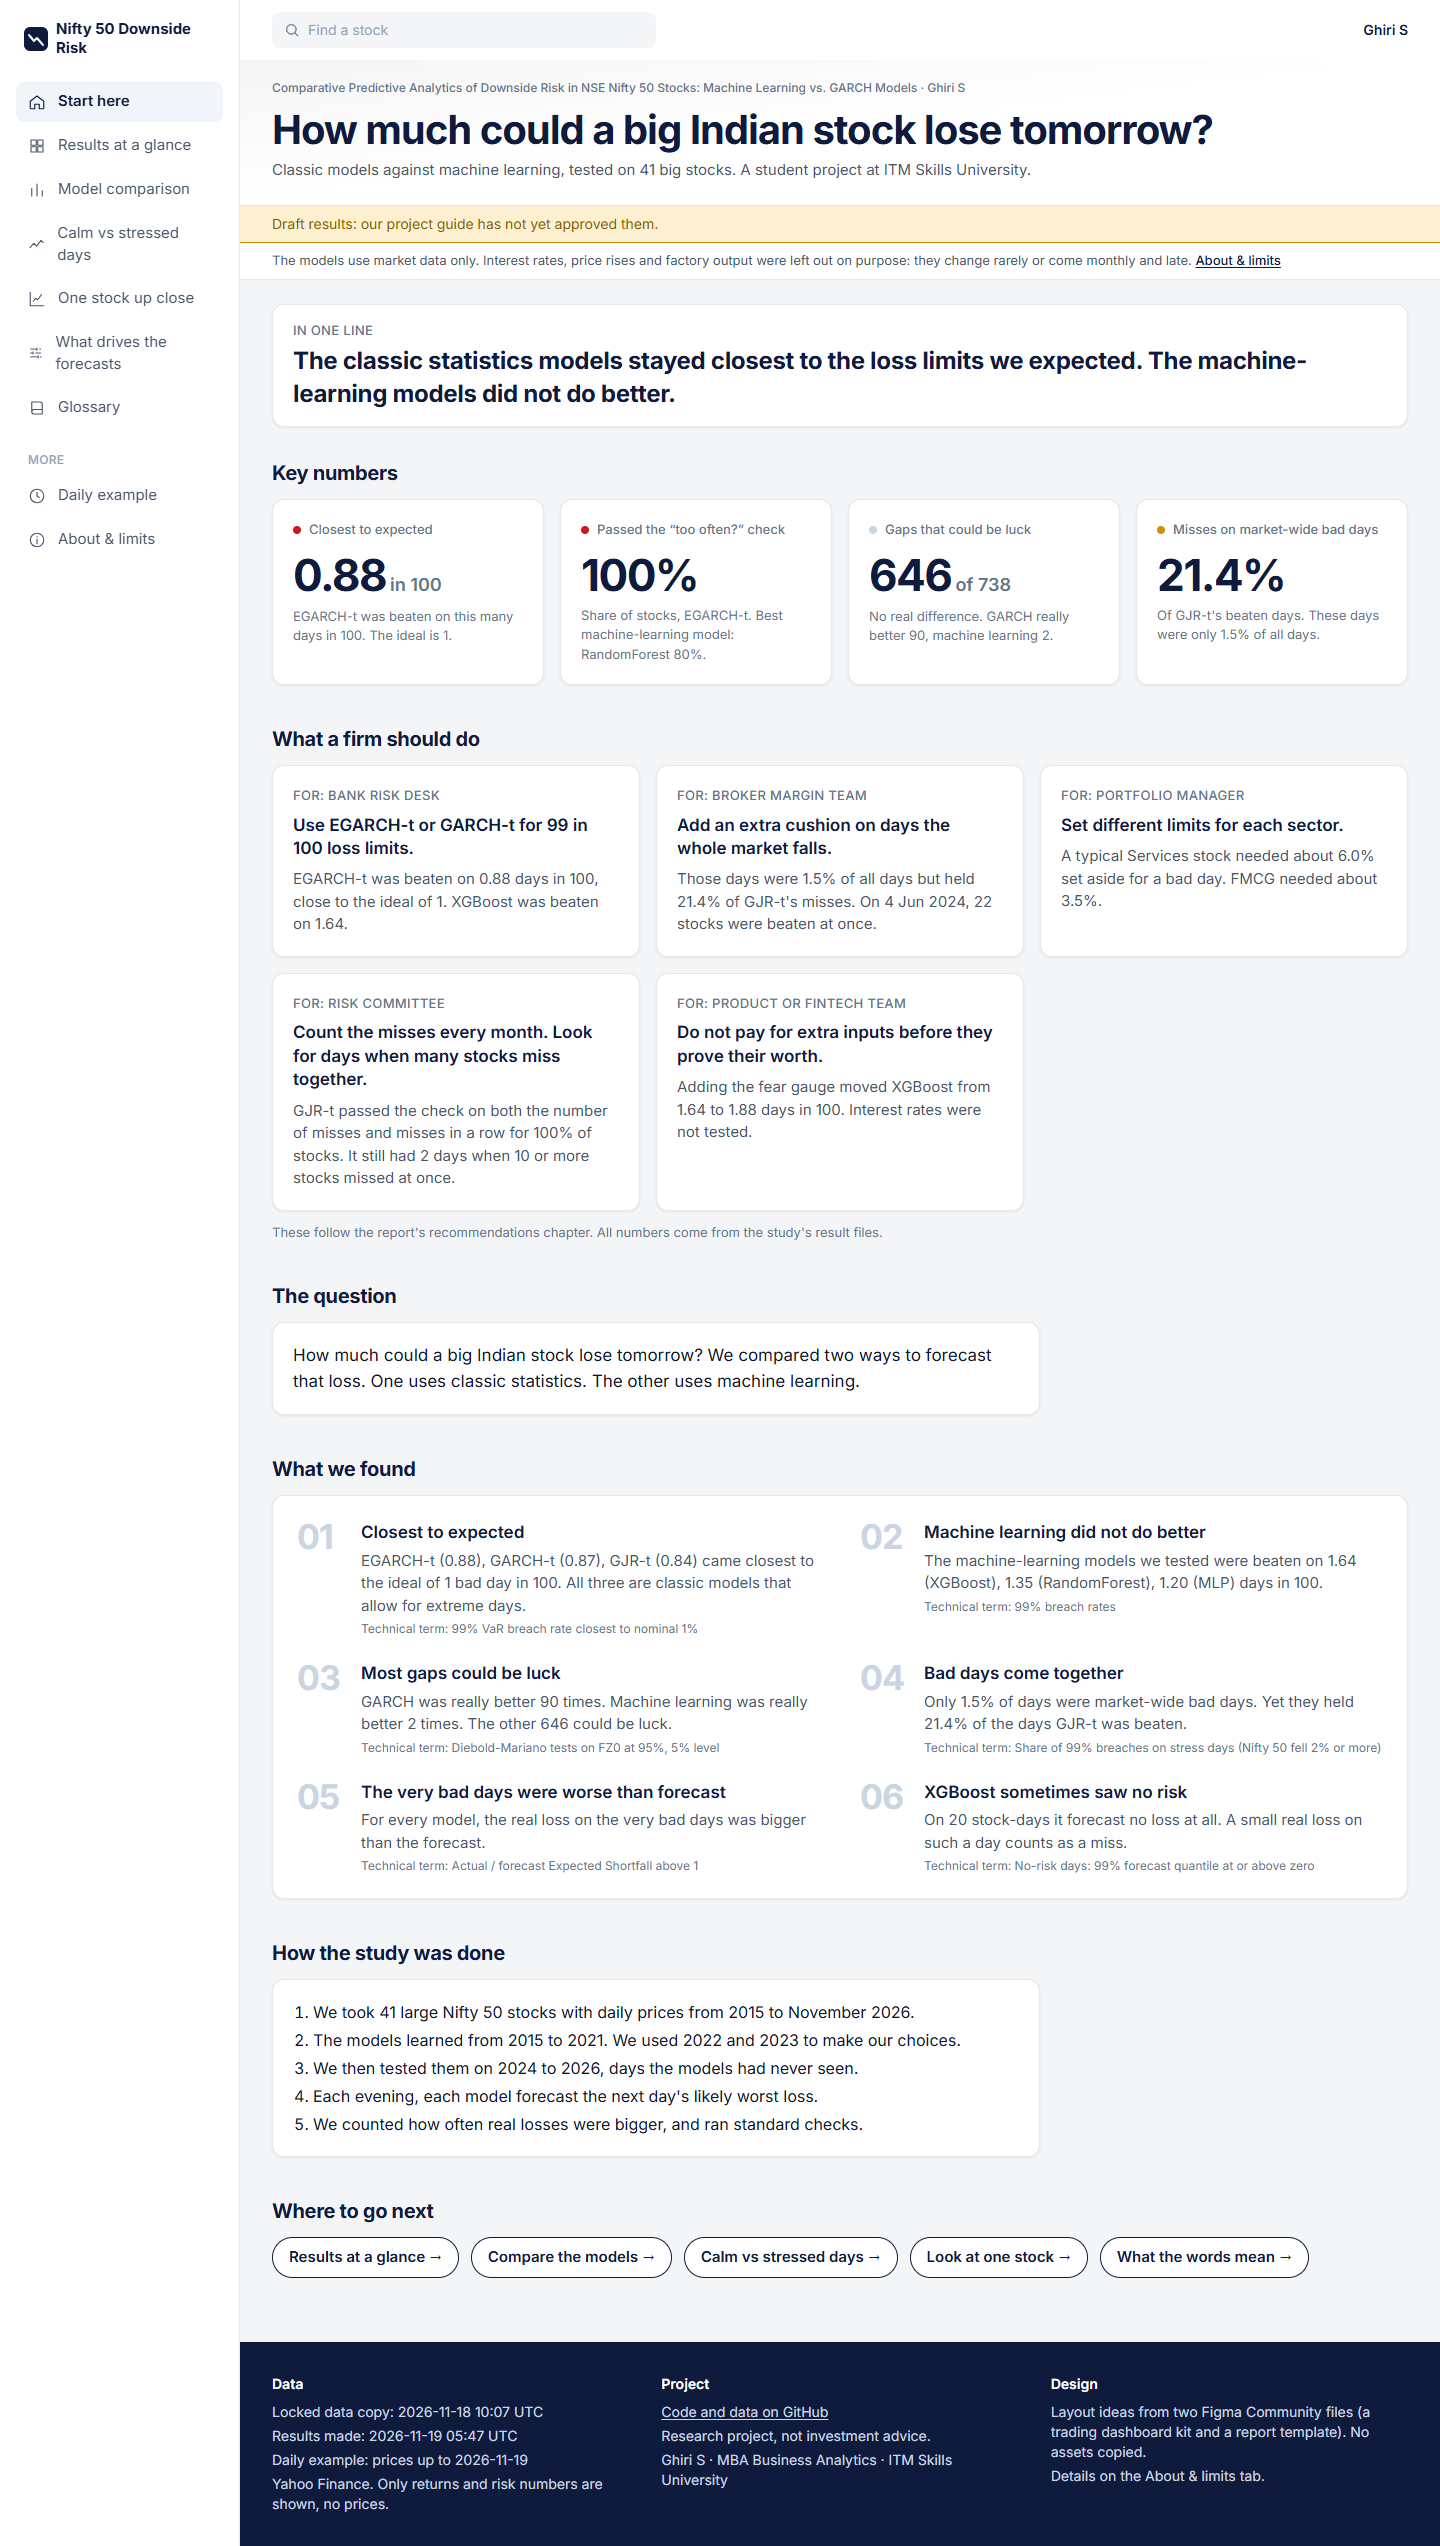 Nifty 50 Downside
Risk
Start here
Results at a glance
Model comparison
Calm vs stressed
days
One stock up close
What drives the
forecasts
Glossary
MORE
Daily example
About & limits
Find a stock
Ghiri S
Comparative Predictive Analytics of Downside Risk in NSE Nifty 50 Stocks: Machine Learning vs. GARCH Models · Ghiri S
How much could a big Indian stock lose tomorrow?
Classic models against machine learning, tested on 41 big stocks. A student project at ITM Skills University.
Draft results: our project guide has not yet approved them.
The models use market data only. Interest rates, price rises and factory output were left out on purpose: they change rarely or come monthly and late. About & limits
IN ONE LINE
The classic statistics models stayed closest to the loss limits we expected. The machine-
learning models did not do better.
Key numbers
Closest to expected
0.88 in 100
EGARCH-t was beaten on this many
days in 100. The ideal is 1.
Passed the “too often?” check
100%
Share of stocks, EGARCH-t. Best
machine-learning model:
RandomForest 80%.
Gaps that could be luck
646 of 738
No real difference. GARCH really
better 90, machine learning 2.
Misses on market-wide bad days
21.4%
Of GJR-t's beaten days. These days
were only 1.5% of all days.
What a firm should do
FOR: BANK RISK DESK
Use EGARCH-t or GARCH-t for 99 in
100 loss limits.
EGARCH-t was beaten on 0.88 days in 100,
close to the ideal of 1. XGBoost was beaten
on 1.64.
FOR: BROKER MARGIN TEAM
Add an extra cushion on days the
whole market falls.
Those days were 1.5% of all days but held
21.4% of GJR-t's misses. On 4 Jun 2024, 22
stocks were beaten at once.
FOR: PORTFOLIO MANAGER
Set different limits for each sector.
A typical Services stock needed about 6.0%
set aside for a bad day. FMCG needed about
3.5%.
FOR: RISK COMMITTEE
Count the misses every month. Look
for days when many stocks miss
together.
GJR-t passed the check on both the number
of misses and misses in a row for 100% of
stocks. It still had 2 days when 10 or more
stocks missed at once.
FOR: PRODUCT OR FINTECH TEAM
Do not pay for extra inputs before they
prove their worth.
Adding the fear gauge moved XGBoost from
1.64 to 1.88 days in 100. Interest rates were
not tested.
These follow the report's recommendations chapter. All numbers come from the study's result files.
The question
How much could a big Indian stock lose tomorrow? We compared two ways to forecast
that loss. One uses classic statistics. The other uses machine learning.
What we found
01
Closest to expected
EGARCH-t (0.88), GARCH-t (0.87), GJR-t (0.84) came closest to
the ideal of 1 bad day in 100. All three are classic models that
allow for extreme days.
Technical term: 99% VaR breach rate closest to nominal 1%
02
Machine learning did not do better
The machine-learning models we tested were beaten on 1.64
(XGBoost), 1.35 (RandomForest), 1.20 (MLP) days in 100.
Technical term: 99% breach rates
03
Most gaps could be luck
GARCH was really better 90 times. Machine learning was really
better 2 times. The other 646 could be luck.
Technical term: Diebold-Mariano tests on FZ0 at 95%, 5% level
04
Bad days come together
Only 1.5% of days were market-wide bad days. Yet they held
21.4% of the days GJR-t was beaten.
Technical term: Share of 99% breaches on stress days (Nifty 50 fell 2% or more)
05
The very bad days were worse than forecast
For every model, the real loss on the very bad days was bigger
than the forecast.
Technical term: Actual / forecast Expected Shortfall above 1
06
XGBoost sometimes saw no risk
On 20 stock-days it forecast no loss at all. A small real loss on
such a day counts as a miss.
Technical term: No-risk days: 99% forecast quantile at or above zero
How the study was done
1. We took 41 large Nifty 50 stocks with daily prices from 2015 to November 2026.
2. The models learned from 2015 to 2021. We used 2022 and 2023 to make our choices.
3. We then tested them on 2024 to 2026, days the models had never seen.
4. Each evening, each model forecast the next day's likely worst loss.
5. We counted how often real losses were bigger, and ran standard checks.
Where to go next
Results at a glance →
Compare the models →
Calm vs stressed days →
Look at one stock →
What the words mean →
Data
Locked data copy: 2026-11-18 10:07 UTC
Results made: 2026-11-19 05:47 UTC
Daily example: prices up to 2026-11-19
Yahoo Finance. Only returns and risk numbers are
shown, no prices.
Project
Code and data on GitHub
Research project, not investment advice.
Ghiri S · MBA Business Analytics · ITM Skills
University
Design
Layout ideas from two Figma Community files (a
trading dashboard kit and a report template). No
assets copied.
Details on the About & limits tab.